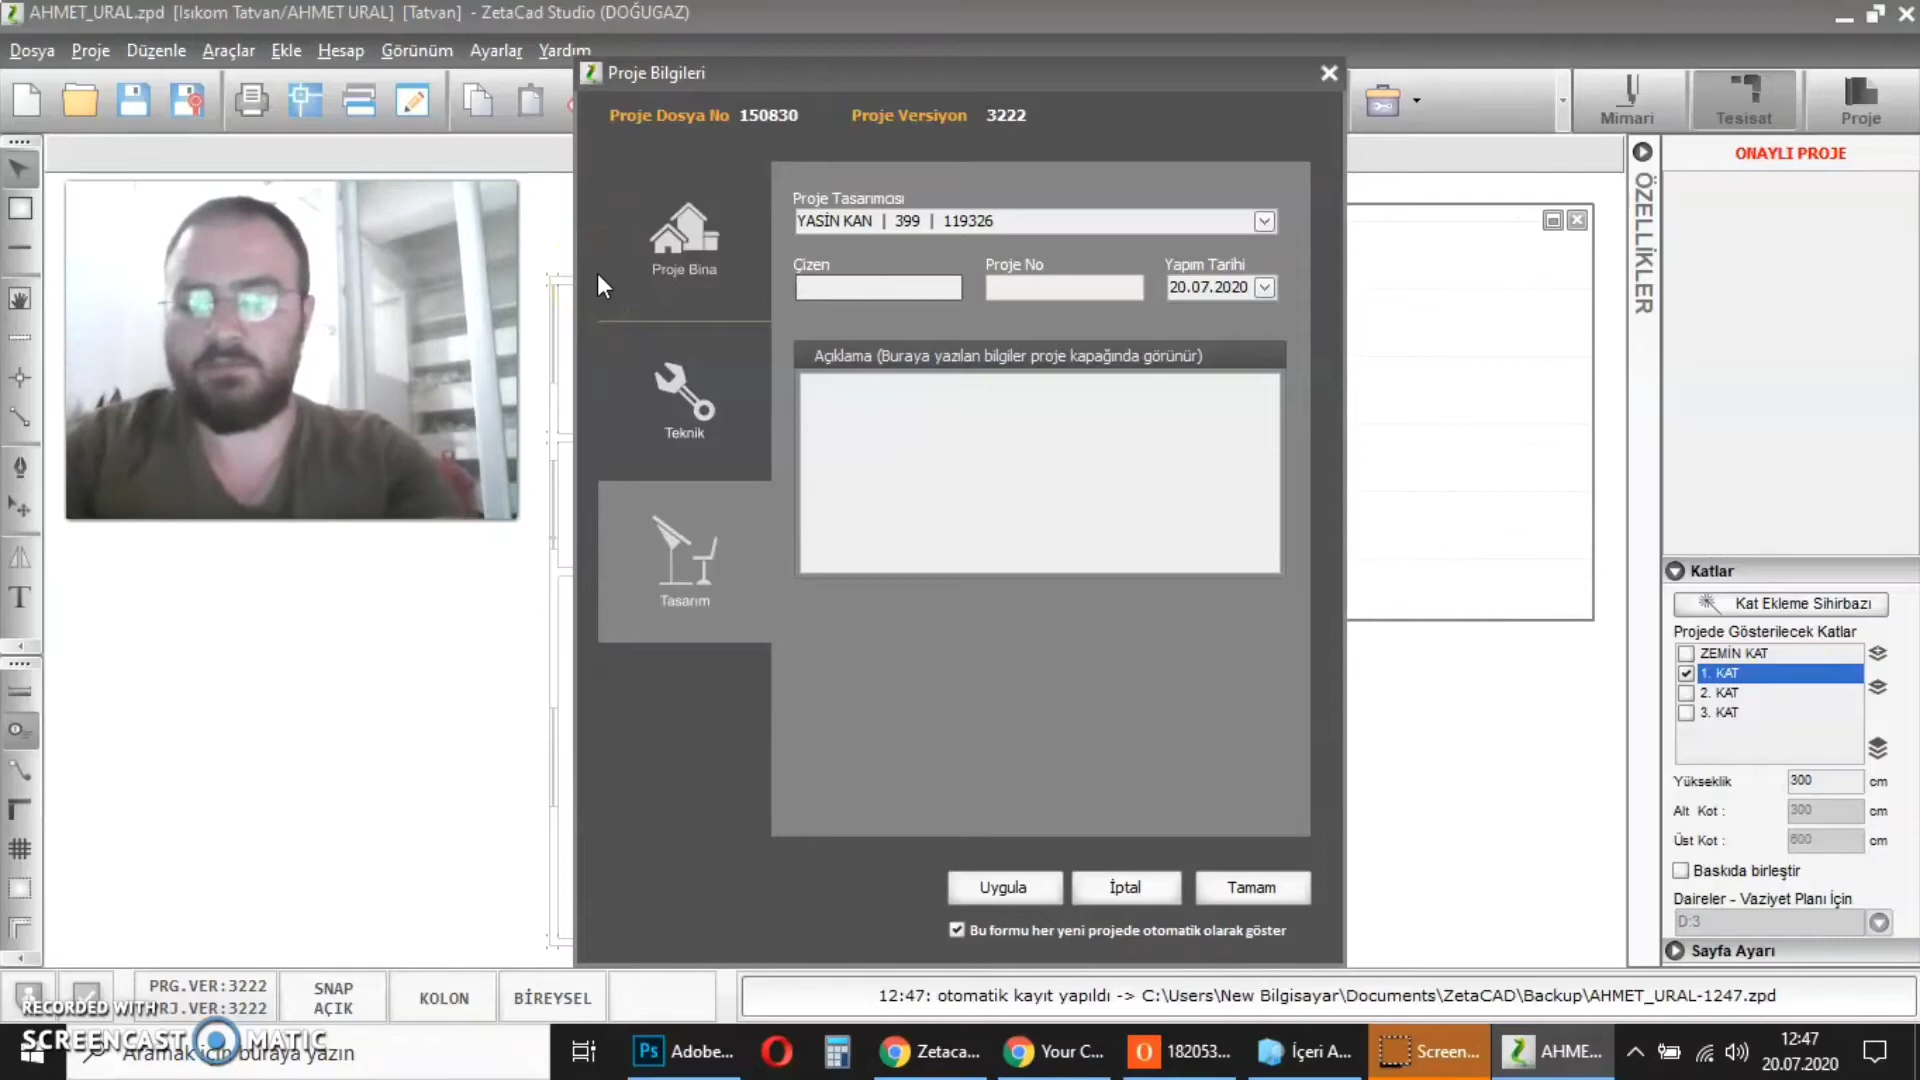 AHMET_URAL.zpd [Isıkom Tatvan/AHMET URAL] [Tatvan] - ZetaCad Studio (DOĞUGAZ)
Dosya Proje Düzenle Araçlar Ekle Hesap Görünüm Ayarlar Yardım
Proje Bilgileri
Mimari Tesisat Proje
Proje Dosya No 150830 Proje Versiyon 3222
ONAYLI PROJE
ÖZELLİKLER
Proje Bina
Teknik
Tasarım
Proje Tasarımcısı
YASİN KAN | 399 | 119326
Çizen Proje No Yapım Tarihi
20.07.2020
Açıklama (Buraya yazılan bilgiler proje kapağında görünür)
Uygula İptal Tamam
Bu formu her yeni projede otomatik olarak göster
Katlar
Kat Ekleme Sihirbazı
Projede Gösterilecek Katlar
ZEMİN KAT
1. KAT
2. KAT
3. KAT
Yükseklik 300 cm
Alt Kot : 300 cm
Üst Kot : 600 cm
Baskıda birleştir
Daireler - Vaziyet Planı İçin
D:3
Sayfa Ayarı
T
PRG.VER:3222
PRJ.VER:3222
SNAP
AÇIK
KOLON
BİREYSEL
12:47: otomatik kayıt yapıldı -> C:\Users\New Bilgisayar\Documents\ZetaCAD\Backup\AHMET_URAL-1247.zpd
RECORDED WITH
SCREENCAST MATIC
Aramak için buraya yazın
Ps Adobe...
Zetaca...
Your C...
182053...
İçeri A...
Screen...
AHME...
12:47
20.07.2020